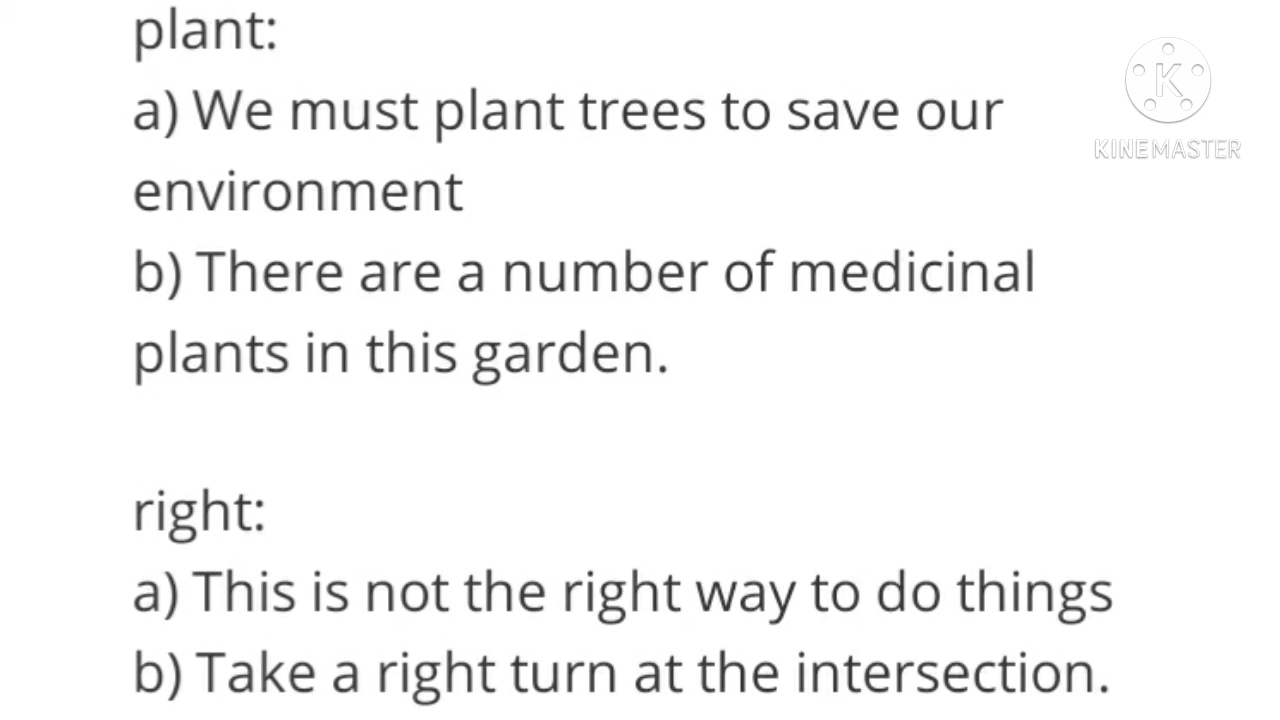 plant:
a) We must plant trees to save our
environment
b) There are a number of medicinal
plants in this garden.
right:
a) This is not the right way to do things
b) Take a right turn at the intersection.
K
KINEMASTER